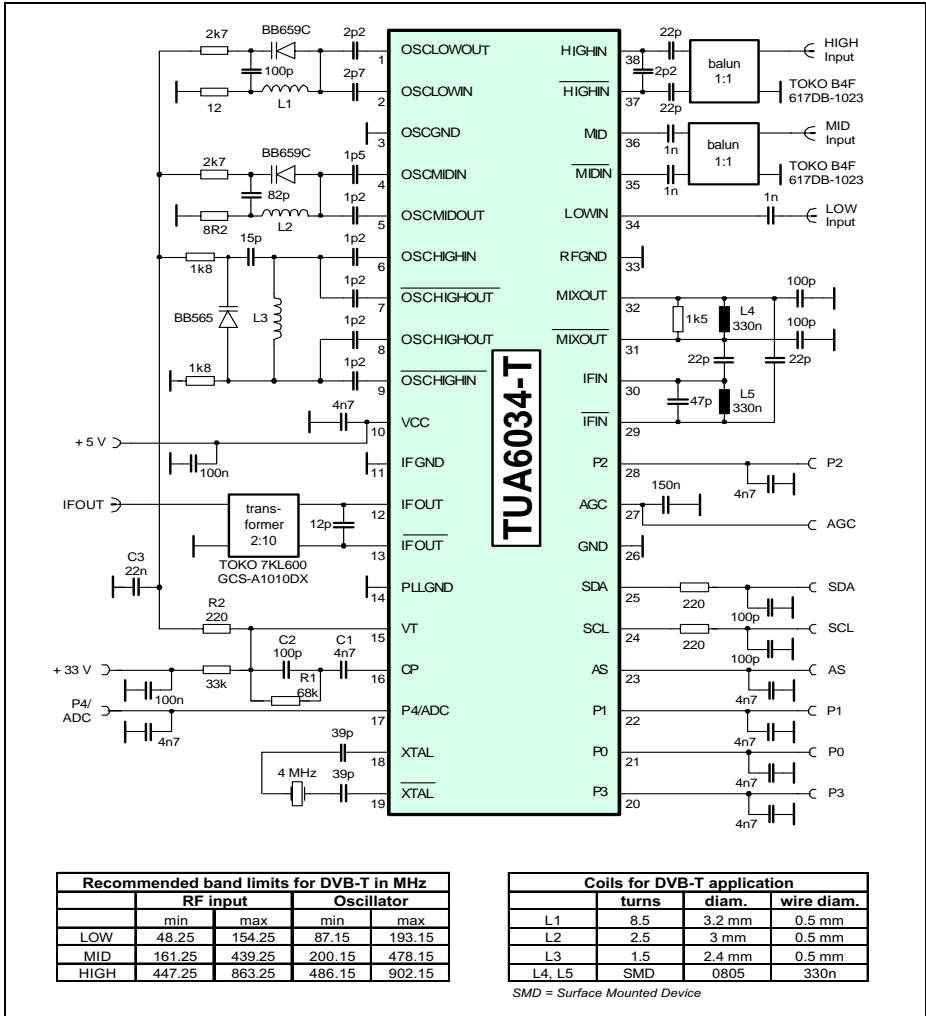 2k7
BB659C
2p2
100p
12
L1
2p7
2k7
BB659C
1p5
82p
8R2
L2
1p2
15p
1p2
1k8
1p2
BB565
L3
1p2
1k8
1p2
4n7
+ 5 V
100n
IFOUT
trans-
former
2:10
12p
TOKO 7KL600
GCS-A1010DX
C3
22n
R2
220
C2
100p
C1
4n7
+ 33 V
33k
R1
68k
100n
P4/
ADC
4n7
39p
4 MHz
39p
1 OSCLOWOUT
2 OSCLOWIN
3 OSCGND
4 OSCMIDIN
5 OSCMIDOUT
6 OSCHIGHIN
7 OSCHIGHOUT
8 OSCHIGHOUT
9 OSCHIGHIN
10 VCC
11 IFGND
12 IFOUT
13 IFOUT
14 PLLGND
15 VT
16 CP
17 P4/ADC
18 XTAL
19 XTAL
TUA6034-T
HIGHIN 38
HIGHIN 37
MID 36
MIDIN 35
LOWIN 34
RFGND 33
MIXOUT 32
MIXOUT 31
IFIN 30
IFIN 29
P2 28
AGC 27
GND 26
SDA 25
SCL 24
AS 23
P1 22
P0 21
P3 20
22p
2p2
22p
balun
1:1
HIGH
Input
TOKO B4F
617DB-1023
1n
1n
balun
1:1
MID
Input
TOKO B4F
617DB-1023
1n
LOW
Input
100p
1k5
L4
330n
100p
22p
22p
47p
L5
330n
4n7
P2
150n
AGC
220
100p
SDA
220
100p
SCL
4n7
AS
4n7
P1
4n7
P0
4n7
P3
Recommended band limits for DVB-T in MHz
RF input Oscillator
min max min max
LOW 48.25 154.25 87.15 193.15
MID 161.25 439.25 200.15 478.15
HIGH 447.25 863.25 486.15 902.15
Coils for DVB-T application
turns diam. wire diam.
L1 8.5 3.2 mm 0.5 mm
L2 2.5 3 mm 0.5 mm
L3 1.5 2.4 mm 0.5 mm
L4, L5 SMD 0805 330n
SMD = Surface Mounted Device